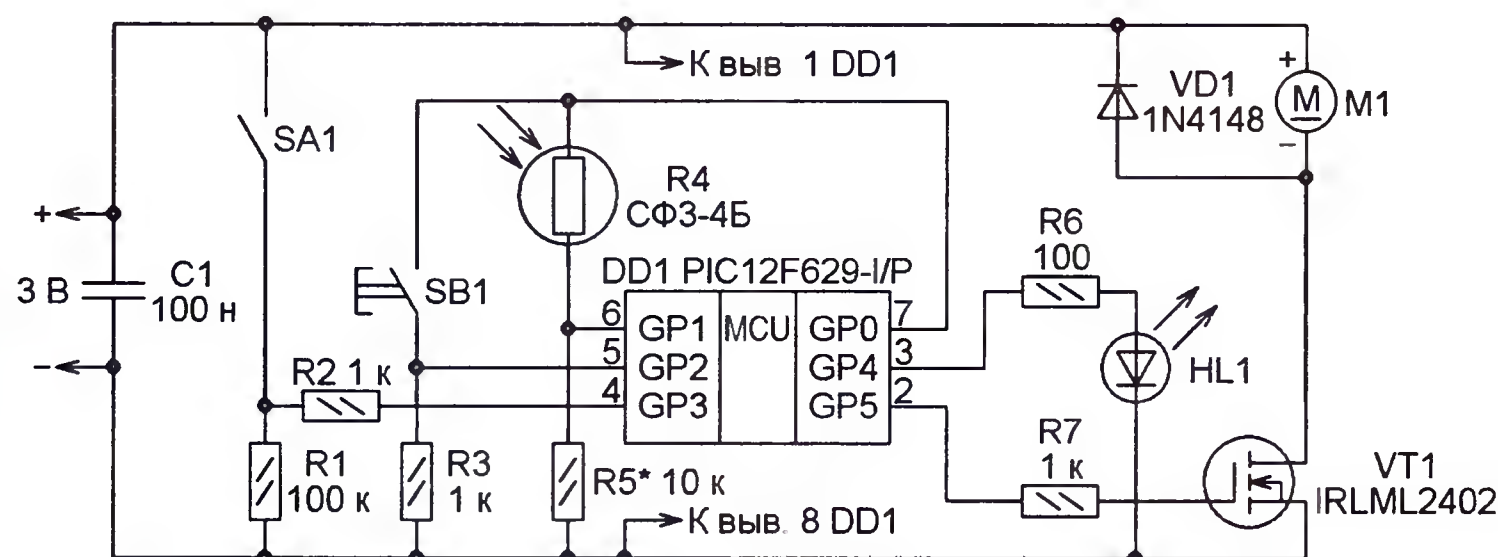 К выв 1 DD1
+
VD1
1N4148
M
M1
−
SA1
R4
СФ3-4Б
+
3 В
C1
100 н
−
SB1
DD1 PIC12F629-I/P
6
GP1
MCU
GP0
7
5
GP2
GP4
3
4
GP3
GP5
2
R6
100
HL1
R2 1 к
R1
100 к
R3
1 к
R5* 10 к
R7
1 к
VT1
IRLML2402
К выв. 8 DD1